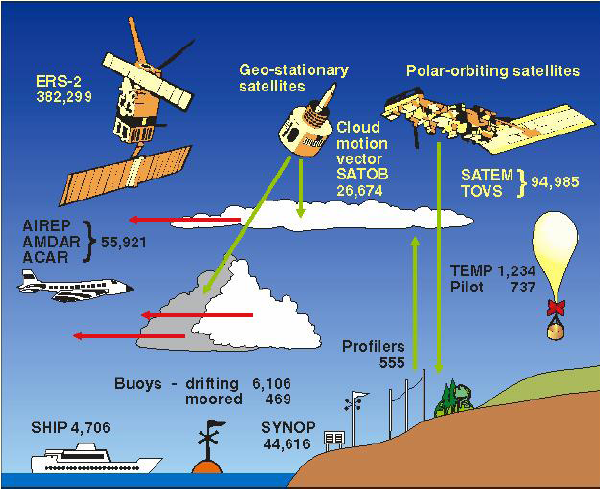 ERS-2
382,299
Geo-stationary
satellites
Polar-orbiting satellites
Cloud
motion
vector
SATOB
26,674
SATEM
TOVS
94,985
AIREP
AMDAR
ACAR
55,921
TEMP 1,234
Pilot 737
Profilers
555
Buoys - drifting 6,106
moored 469
SHIP 4,706
SYNOP
44,616